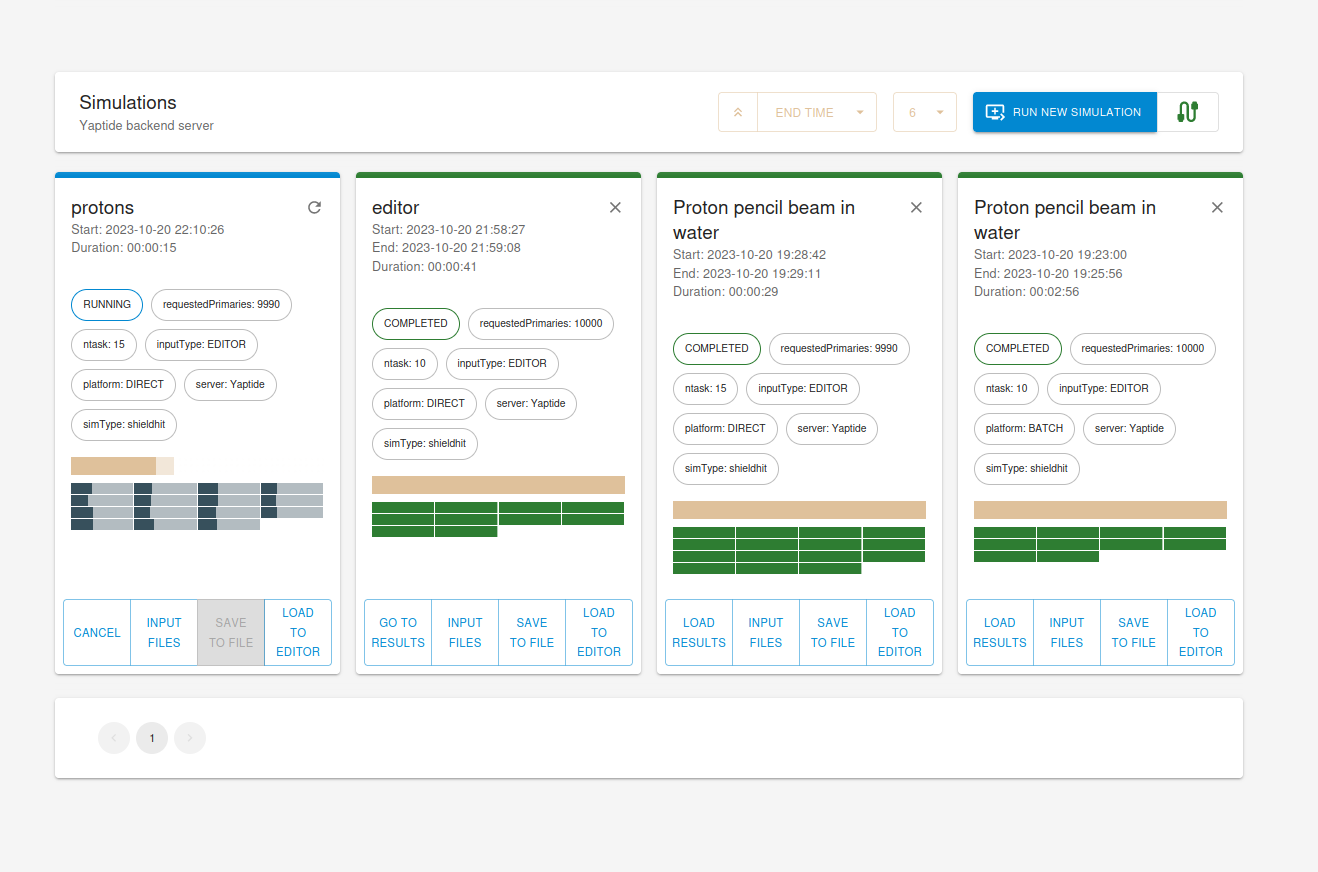 Simulations
Yaptide backend server
END TIME
6
RUN NEW SIMULATION
protons
Start: 2023-10-20 22:10:26
Duration: 00:00:15
RUNNING
requestedPrimaries: 9990
ntask: 15
inputType: EDITOR
platform: DIRECT
server: Yaptide
simType: shieldhit
CANCEL
INPUT
FILES
SAVE
TO FILE
LOAD
TO
EDITOR
editor
Start: 2023-10-20 21:58:27
End: 2023-10-20 21:59:08
Duration: 00:00:41
COMPLETED
requestedPrimaries: 10000
ntask: 10
inputType: EDITOR
platform: DIRECT
server: Yaptide
simType: shieldhit
GO TO
RESULTS
INPUT
FILES
SAVE
TO FILE
LOAD
TO
EDITOR
Proton pencil beam in
water
Start: 2023-10-20 19:28:42
End: 2023-10-20 19:29:11
Duration: 00:00:29
COMPLETED
requestedPrimaries: 9990
ntask: 15
inputType: EDITOR
platform: DIRECT
server: Yaptide
simType: shieldhit
LOAD
RESULTS
INPUT
FILES
SAVE
TO FILE
LOAD
TO
EDITOR
Proton pencil beam in
water
Start: 2023-10-20 19:23:00
End: 2023-10-20 19:25:56
Duration: 00:02:56
COMPLETED
requestedPrimaries: 10000
ntask: 10
inputType: EDITOR
platform: BATCH
server: Yaptide
simType: shieldhit
LOAD
RESULTS
INPUT
FILES
SAVE
TO FILE
LOAD
TO
EDITOR
1